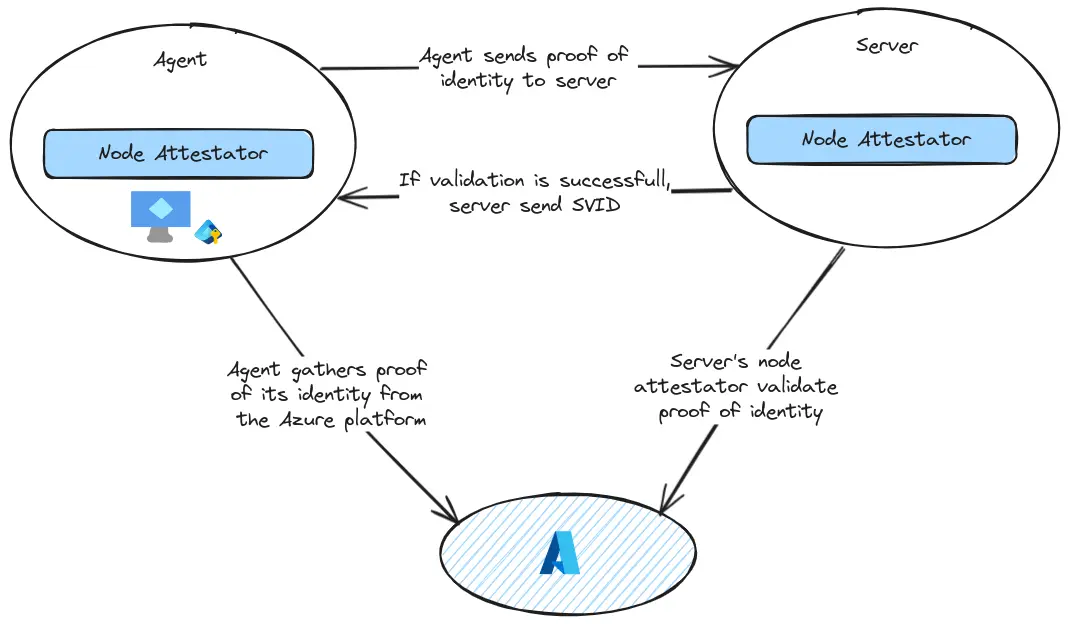 Agent
Server
Agent sends proof of
identity to server
Node Attestator
Node Attestator
If validation is successfull,
server send SVID
Agent gathers proof
of its identity from
the Azure platform
Server's node
attestator validate
proof of identity